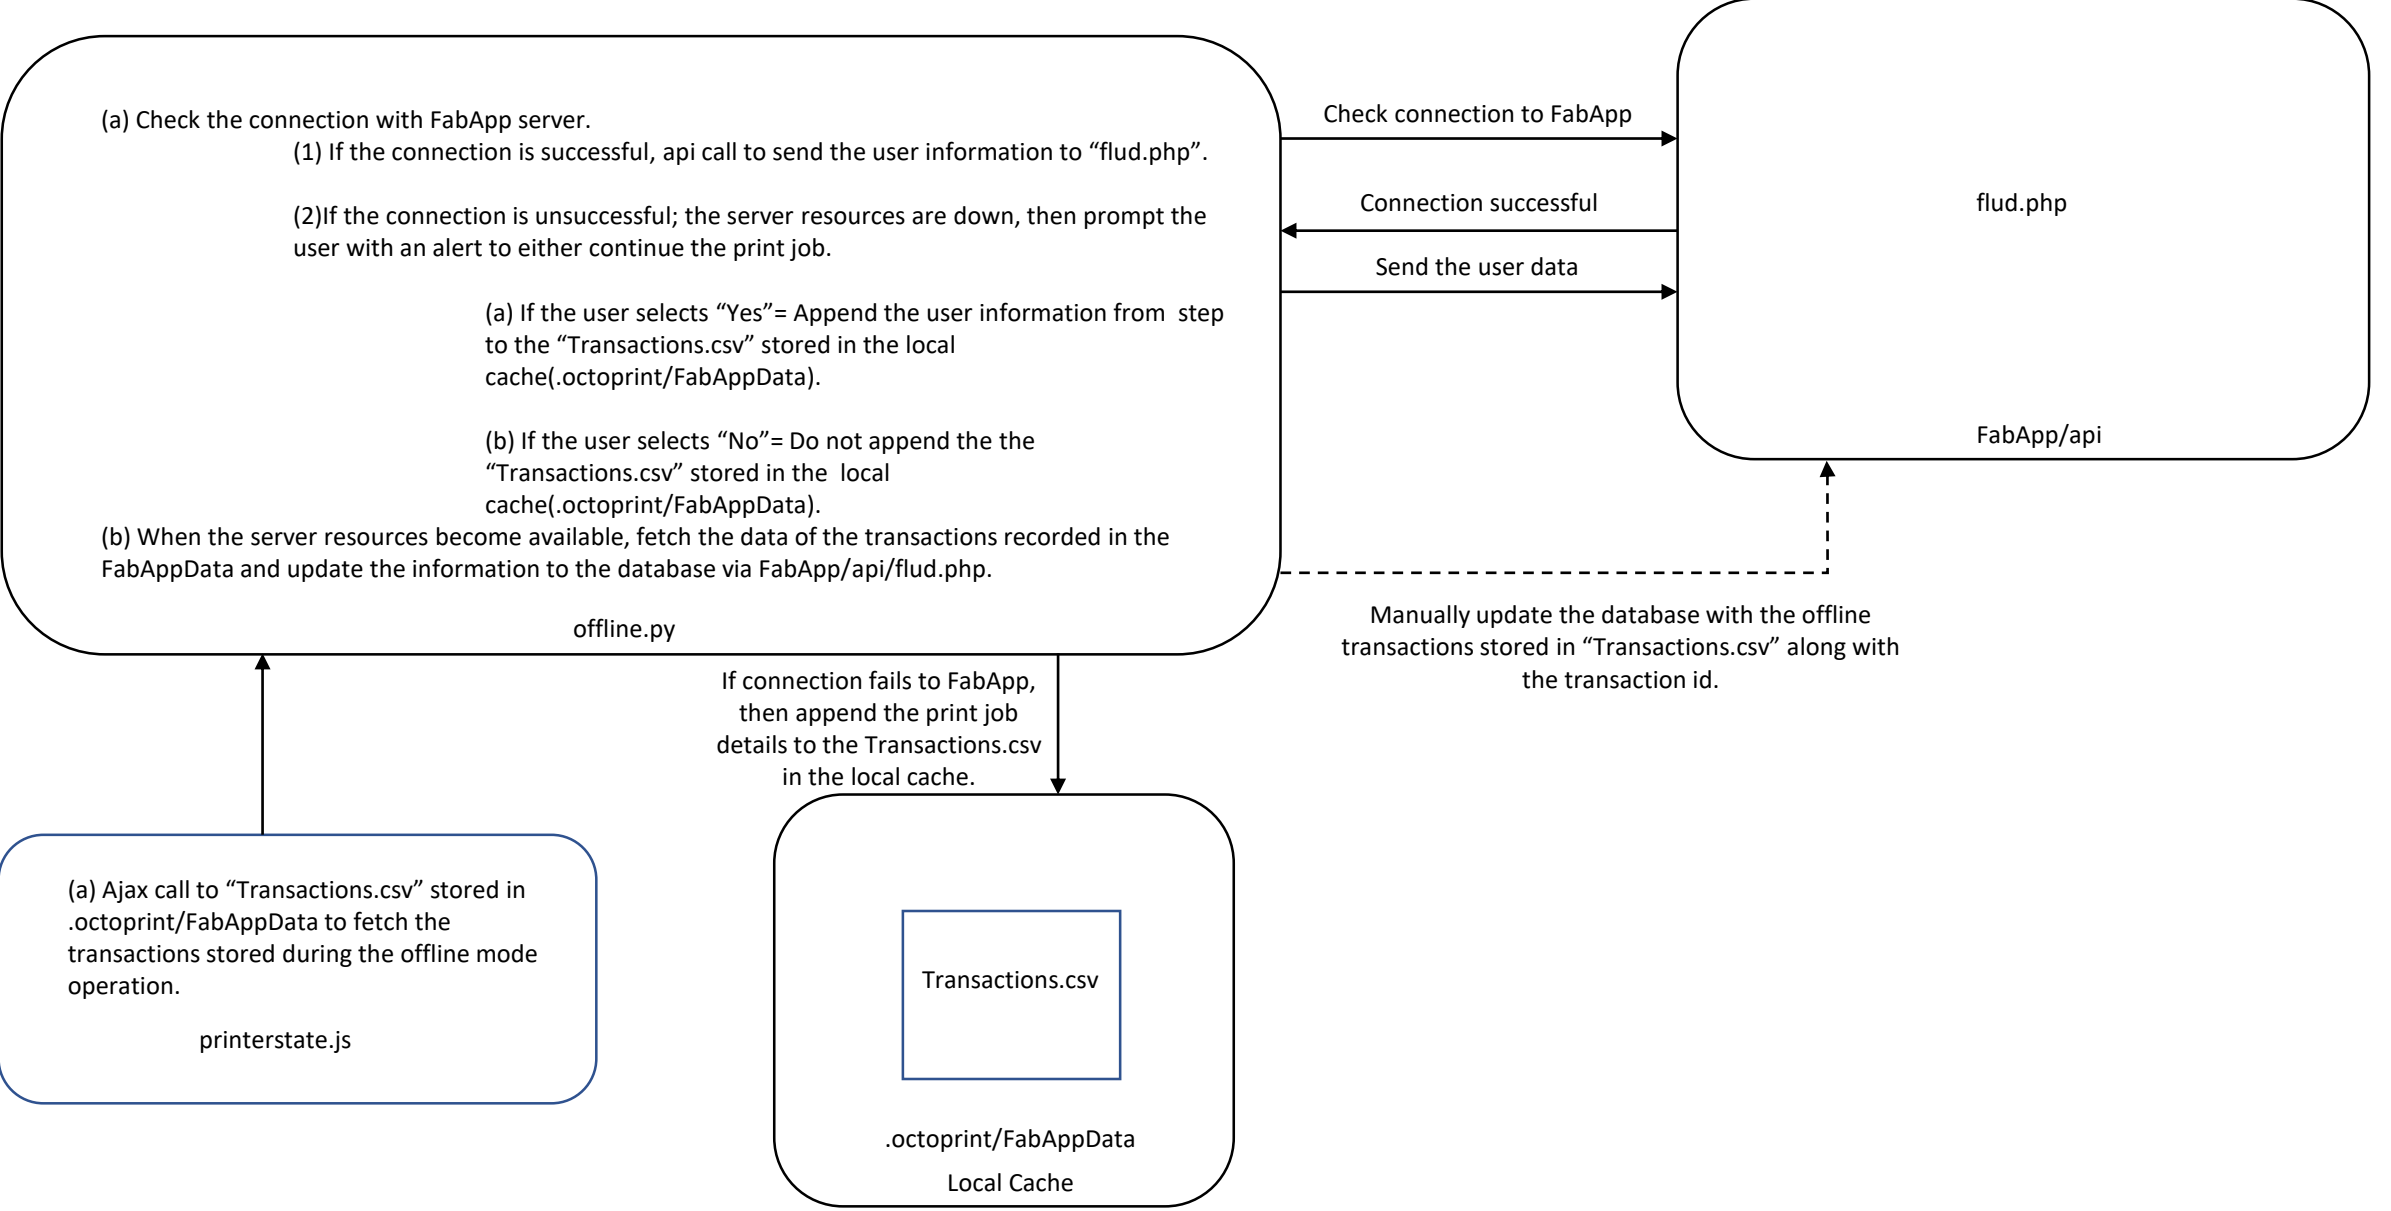 (a) Check the connection with FabApp server.
(1) If the connection is successful, api call to send the user information to “flud.php”.
(2)If the connection is unsuccessful; the server resources are down, then prompt the
user with an alert to either continue the print job.
(a) If the user selects “Yes”= Append the user information from  step
to the “Transactions.csv” stored in the local
cache(.octoprint/FabAppData).
(b) If the user selects “No”= Do not append the the
“Transactions.csv” stored in the  local
cache(.octoprint/FabAppData).
(b) When the server resources become available, fetch the data of the transactions recorded in the
FabAppData and update the information to the database via FabApp/api/flud.php.
offline.py
Check connection to FabApp
Connection successful
Send the user data
flud.php
FabApp/api
Manually update the database with the offline
transactions stored in “Transactions.csv” along with
the transaction id.
If connection fails to FabApp,
then append the print job
details to the Transactions.csv
in the local cache.
(a) Ajax call to “Transactions.csv” stored in
.octoprint/FabAppData to fetch the
transactions stored during the offline mode
operation.
printerstate.js
Transactions.csv
.octoprint/FabAppData
Local Cache